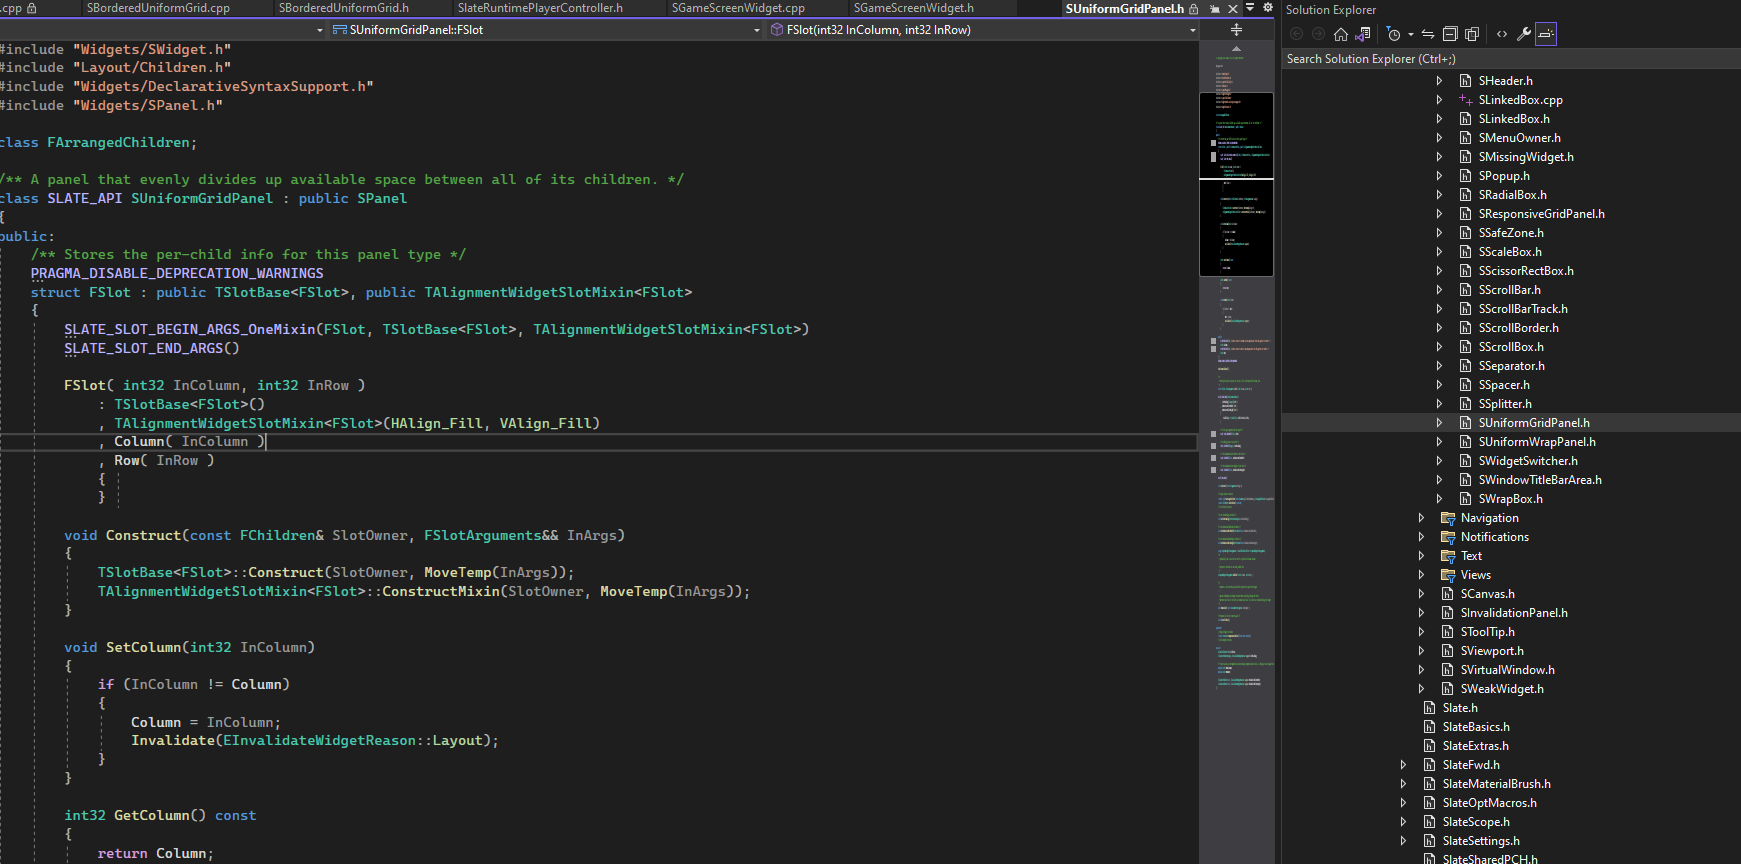 .cpp
SBorderedUniformGrid.cpp
SBorderedUniformGrid.h
SlateRuntimePlayerController.h
SGameScreenWidget.cpp
SGameScreenWidget.h
SUniformGridPanel.h
SUniformGridPanel::FSlot
FSlot(int32 InColumn, int32 InRow)
#include "Widgets/SWidget.h"
#include "Layout/Children.h"
#include "Widgets/DeclarativeSyntaxSupport.h"
#include "Widgets/SPanel.h"
class FArrangedChildren;
/** A panel that evenly divides up available space between all of its children. */
class SLATE_API SUniformGridPanel : public SPanel
{
public:
/** Stores the per-child info for this panel type */
PRAGMA_DISABLE_DEPRECATION_WARNINGS
struct FSlot : public TSlotBase<FSlot>, public TAlignmentWidgetSlotMixin<FSlot>
{
SLATE_SLOT_BEGIN_ARGS_OneMixin(FSlot, TSlotBase<FSlot>, TAlignmentWidgetSlotMixin<FSlot>)
SLATE_SLOT_END_ARGS()
FSlot( int32 InColumn, int32 InRow )
: TSlotBase<FSlot>()
, TAlignmentWidgetSlotMixin<FSlot>(HAlign_Fill, VAlign_Fill)
, Column( InColumn )
, Row( InRow )
{
}
void Construct(const FChildren& SlotOwner, FSlotArguments&& InArgs)
{
TSlotBase<FSlot>::Construct(SlotOwner, MoveTemp(InArgs));
TAlignmentWidgetSlotMixin<FSlot>::ConstructMixin(SlotOwner, MoveTemp(InArgs));
}
void SetColumn(int32 InColumn)
{
if (InColumn != Column)
{
Column = InColumn;
Invalidate(EInvalidateWidgetReason::Layout);
}
}
int32 GetColumn() const
{
return Column;
Solution Explorer
Search Solution Explorer (Ctrl+;)
SHeader.h
SLinkedBox.cpp
SLinkedBox.h
SMenuOwner.h
SMissingWidget.h
SPopup.h
SRadialBox.h
SResponsiveGridPanel.h
SSafeZone.h
SScaleBox.h
SScissorRectBox.h
SScrollBar.h
SScrollBarTrack.h
SScrollBorder.h
SScrollBox.h
SSeparator.h
SSpacer.h
SSplitter.h
SUniformGridPanel.h
SUniformWrapPanel.h
SWidgetSwitcher.h
SWindowTitleBarArea.h
SWrapBox.h
Navigation
Notifications
Text
Views
SCanvas.h
SInvalidationPanel.h
SToolTip.h
SViewport.h
SVirtualWindow.h
SWeakWidget.h
Slate.h
SlateBasics.h
SlateExtras.h
SlateFwd.h
SlateMaterialBrush.h
SlateOptMacros.h
SlateScope.h
SlateSettings.h
SlateSharedPCH.h